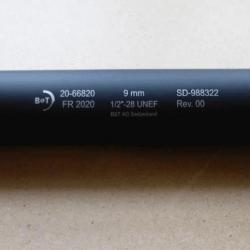 B&T 20-66820 9 mm SD-988322
FR 2020 1/2"-28 UNEF Rev. 00
B&T AG Switzerland